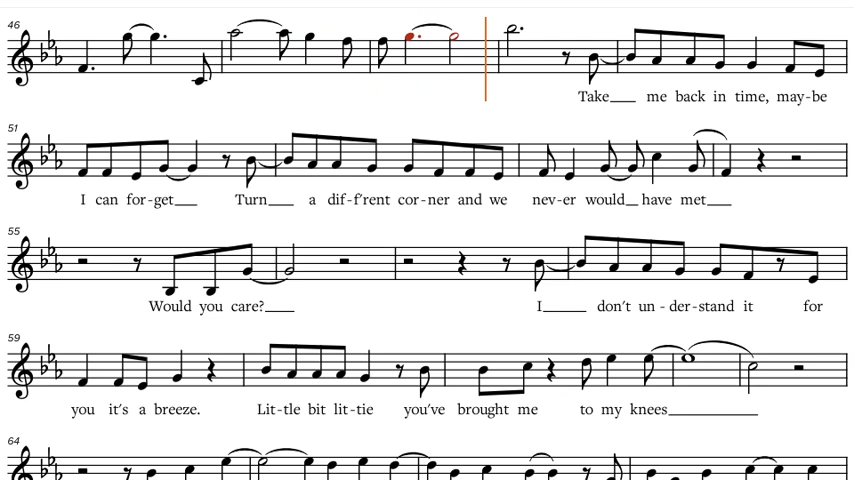 46
Take___ me back in time, may-be
51
I can for-get___ Turn___ a dif-f'rent cor-ner and we nev-er would_ have met___
55
Would you care?___ I_____ don't un-der-stand it for
59
you it's a breeze. Lit-tle bit lit-tie you've brought me to my knees__________
64